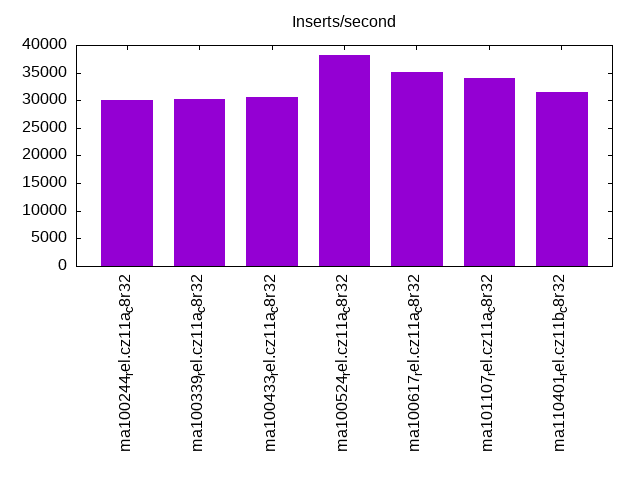 Inserts/second
40000
35000
30000
25000
20000
15000
10000
5000
0
ma100244rel.cz11ac8r32
ma100339rel.cz11ac8r32
ma100433rel.cz11ac8r32
ma100524rel.cz11ac8r32
ma100617rel.cz11ac8r32
ma101107rel.cz11ac8r32
ma110401rel.cz11bc8r32